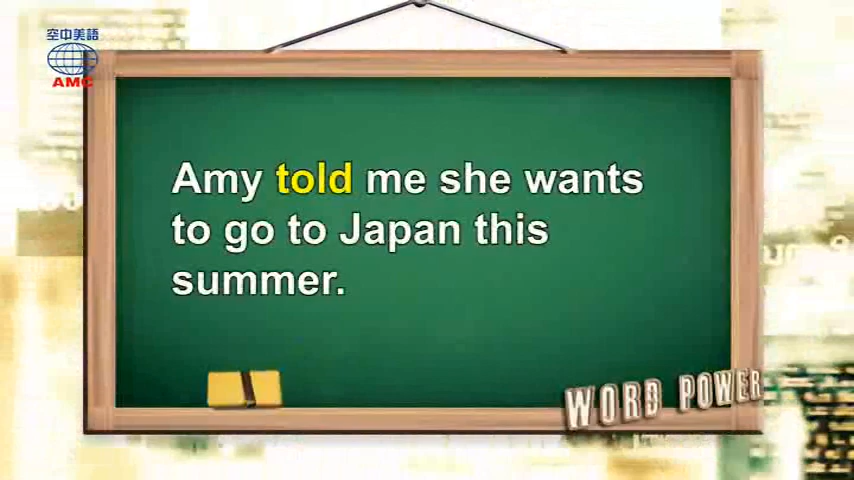 空中美語
AMC
Amy told me she wants
to go to Japan this
summer.
WORD POWER